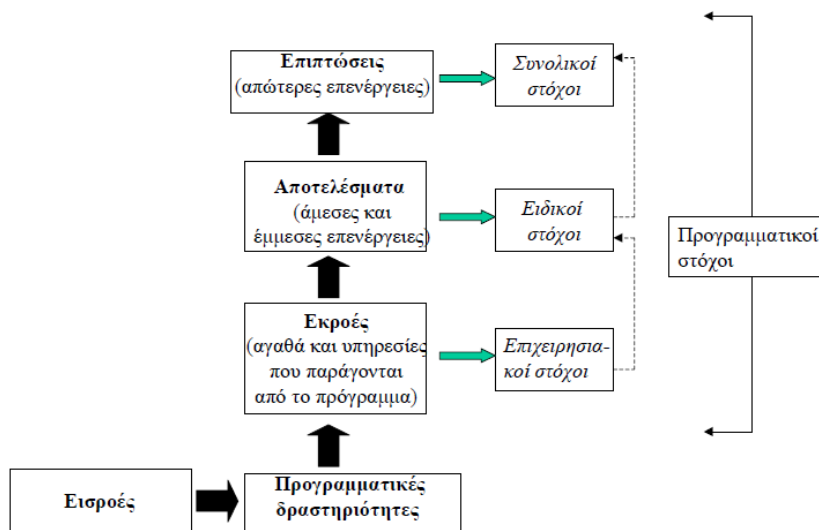 Επιπτώσεις
(απώτερες επενέργειες)
Συνολικοί
στόχοι
Αποτελέσματα
(άμεσες και
έμμεσες επενέργειες)
Ειδικοί
στόχοι
Προγραμματικοί
στόχοι
Εκροές
(αγαθά και υπηρεσίες
που παράγονται
από το πρόγραμμα)
Επιχειρησια-
κοί στόχοι
Εισροές
Προγραμματικές
δραστηριότητες